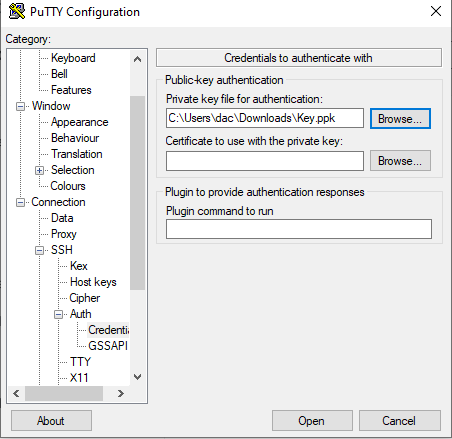 PuTTY Configuration
Category:
Keyboard
Bell
Features
Window
Appearance
Behaviour
Translation
Selection
Colours
Connection
Data
Proxy
SSH
Kex
Host keys
Cipher
Auth
Credentia
GSSAPI
TTY
X11
Credentials to authenticate with
Public-key authentication
Private key file for authentication:
C:\Users\dac\Downloads\Key.ppk
Browse...
Certificate to use with the private key:
Browse...
Plugin to provide authentication responses
Plugin command to run
About
Open
Cancel